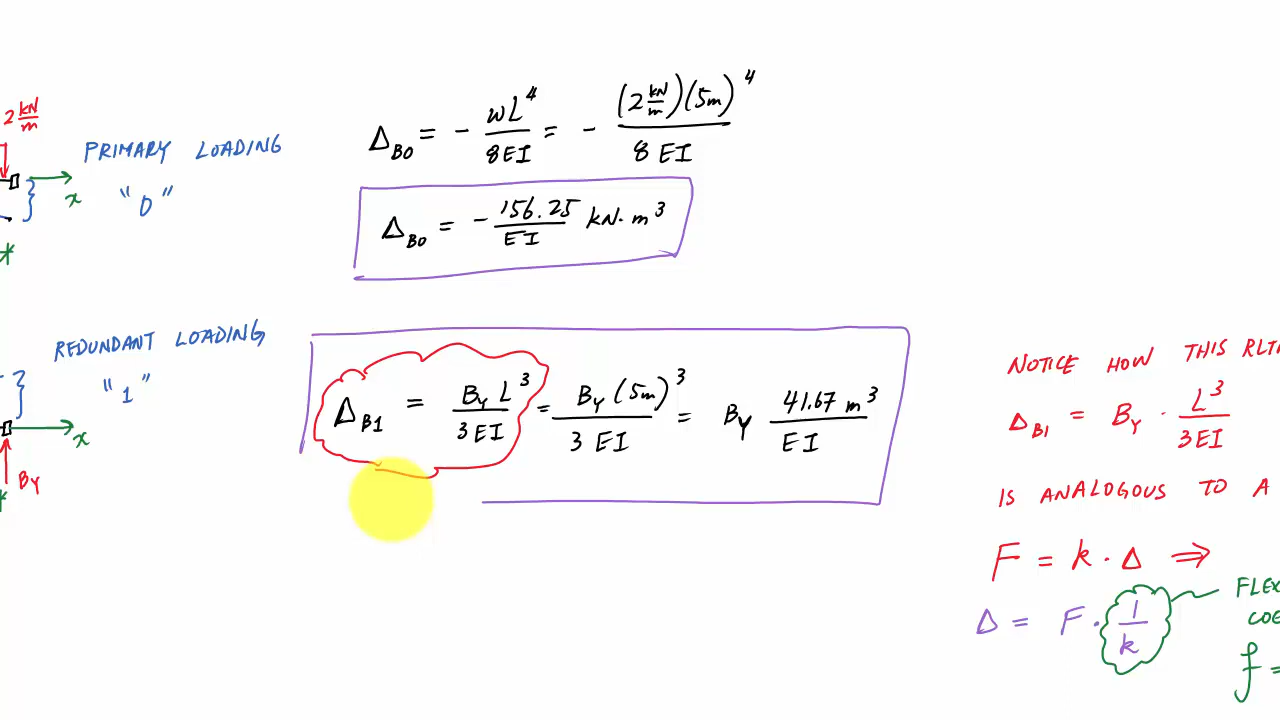 2 kN/m
PRIMARY LOADING
"0"
x
Δ_B0 = - wL^4/8EI = - (2 kN/m)(5m)^4/8 EI
Δ_B0 = - 156.25/EI kN·m^3
REDUNDANT LOADING
"1"
x
B_Y
Δ_B1 = B_Y L^3/3EI = B_Y (5m)^3/3 EI = B_Y 41.67 m^3/EI
NOTICE HOW THIS
Δ_B1 = B_Y · L^3/3EI
IS ANALOGOUS TO A
F = k · Δ ⇒
Δ = F · 1/k
f =